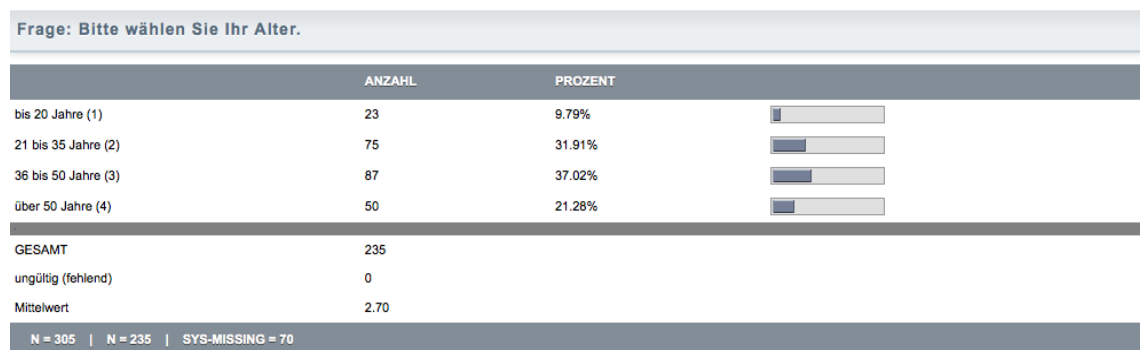 Frage: Bitte wählen Sie Ihr Alter.
ANZAHL PROZENT
bis 20 Jahre (1) 23 9.79%
21 bis 35 Jahre (2) 75 31.91%
36 bis 50 Jahre (3) 87 37.02%
über 50 Jahre (4) 50 21.28%
GESAMT 235
ungültig (fehlend) 0
Mittelwert 2.70
N = 305 | N = 235 | SYS-MISSING = 70